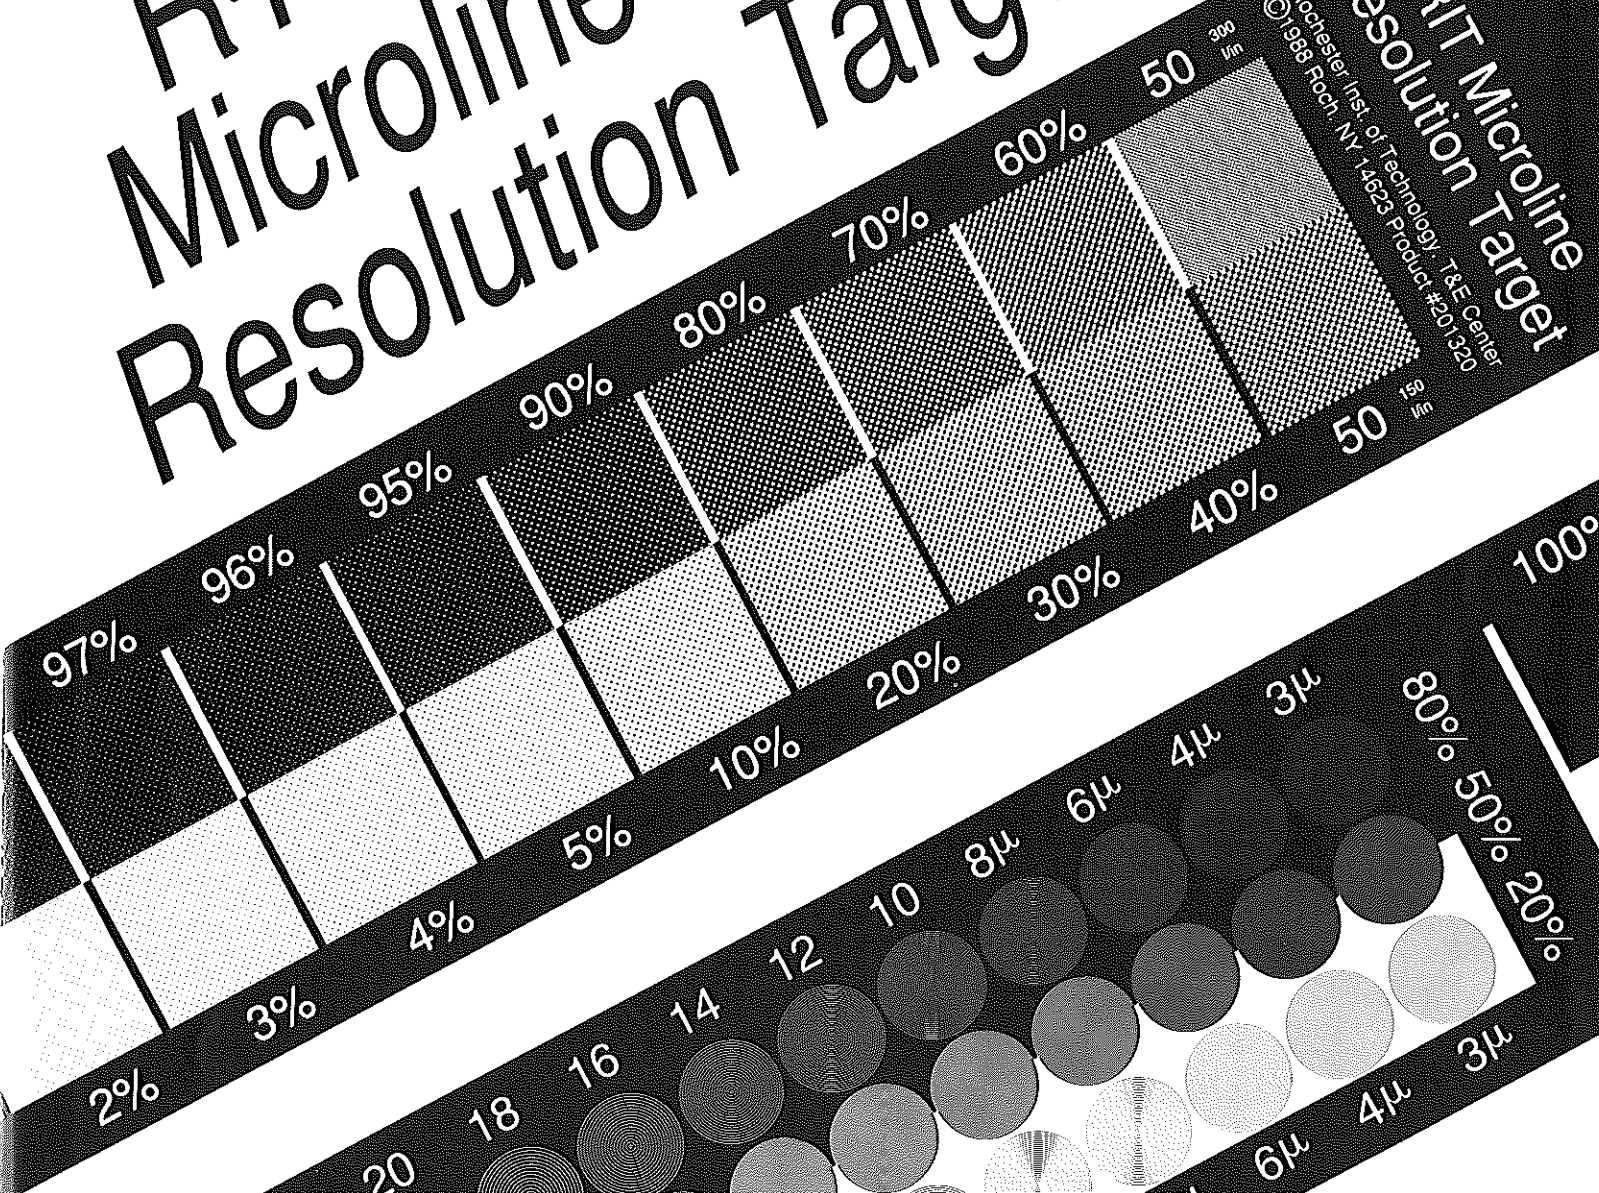 Microline
Resolution Targ
RIT Microline
esolution Target
©1988 Roch. NY 14623 Product #201320
ochester Inst. of Technology, T&E Center
300
l/in
50
60%
70%
80%
90%
95%
96%
97%
150
l/in
50
40%
30%
20%
10%
5%
4%
3%
2%
100%
80% 50% 20%
3µ
4µ
6µ
8µ
10
12
14
16
18
20
3µ
4µ
6µ